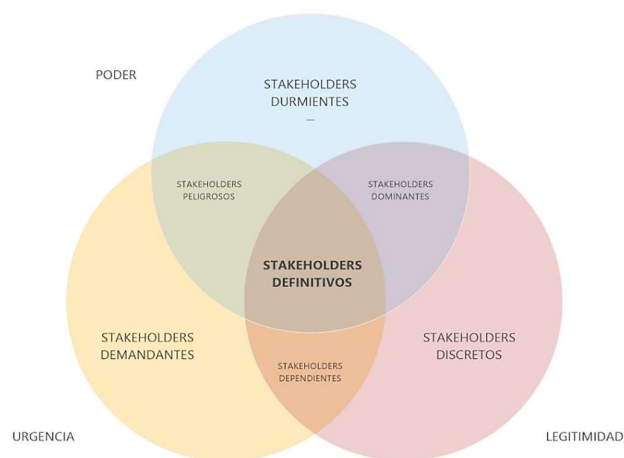 PODER
STAKEHOLDERS
DURMIENTES
—
STAKEHOLDERS
PELIGROSOS
STAKEHOLDERS
DOMINANTES
STAKEHOLDERS
DEFINITIVOS
STAKEHOLDERS
DEMANDANTES
STAKEHOLDERS
DISCRETOS
STAKEHOLDERS
DEPENDIENTES
URGENCIA
LEGITIMIDAD